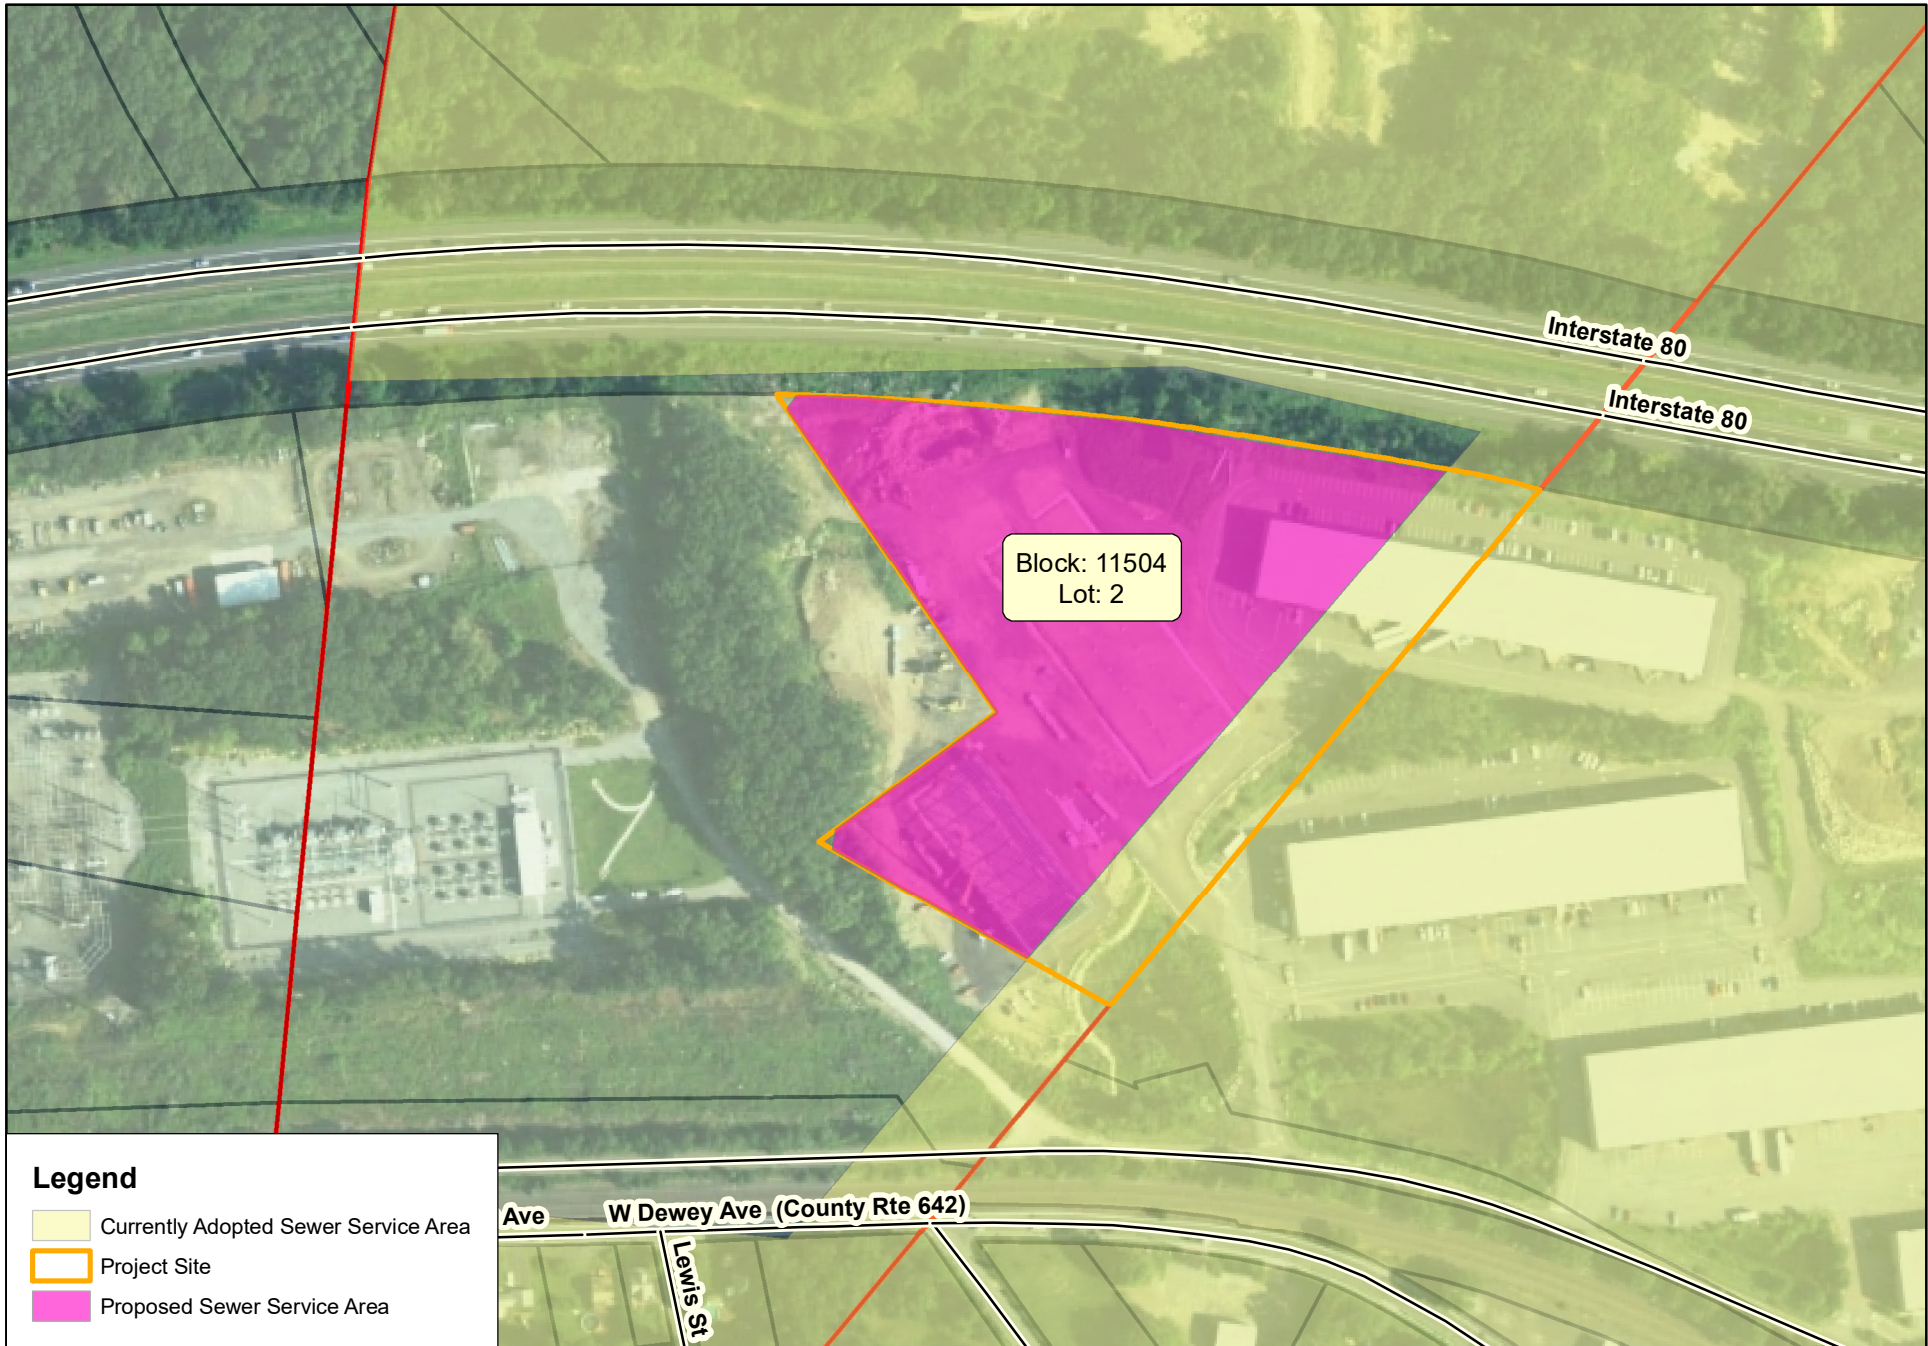 Interstate 80
Interstate 80
Block: 11504
Lot: 2
Legend
Currently Adopted Sewer Service Area
Project Site
Proposed Sewer Service Area
Ave
W Dewey Ave (County Rte 642)
Lewis St